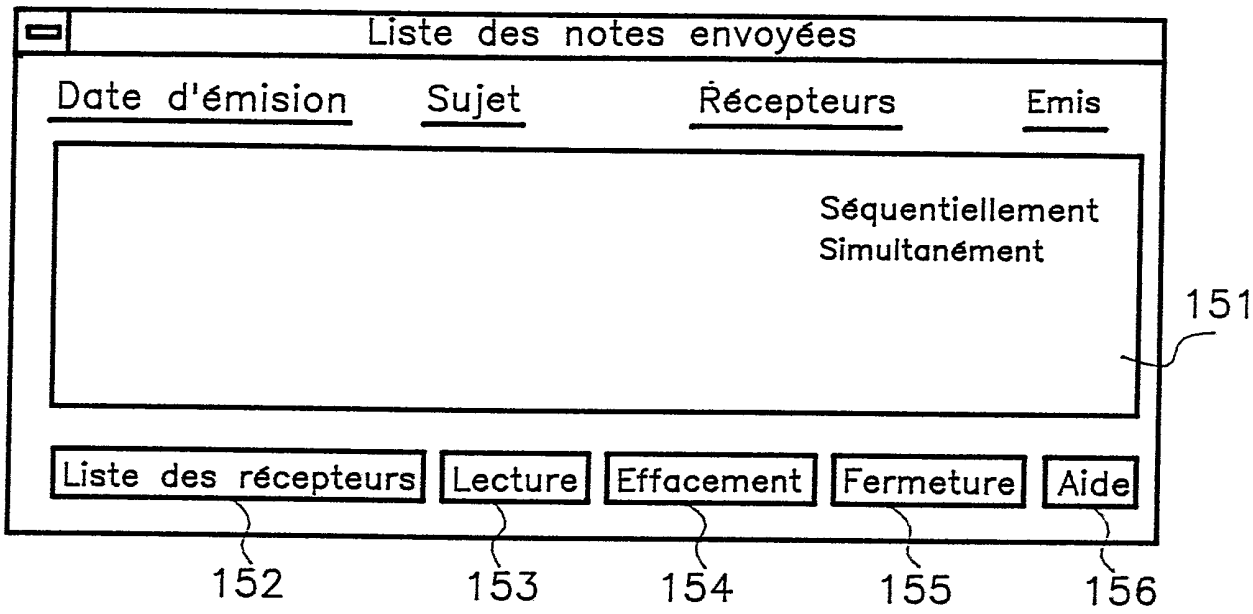 Liste des notes envoyées
Date d'émision Sujet Récepteurs Emis
Séquentiellement
Simultanément
151
Liste des récepteurs Lecture Effacement Fermeture Aide
152 153 154 155 156